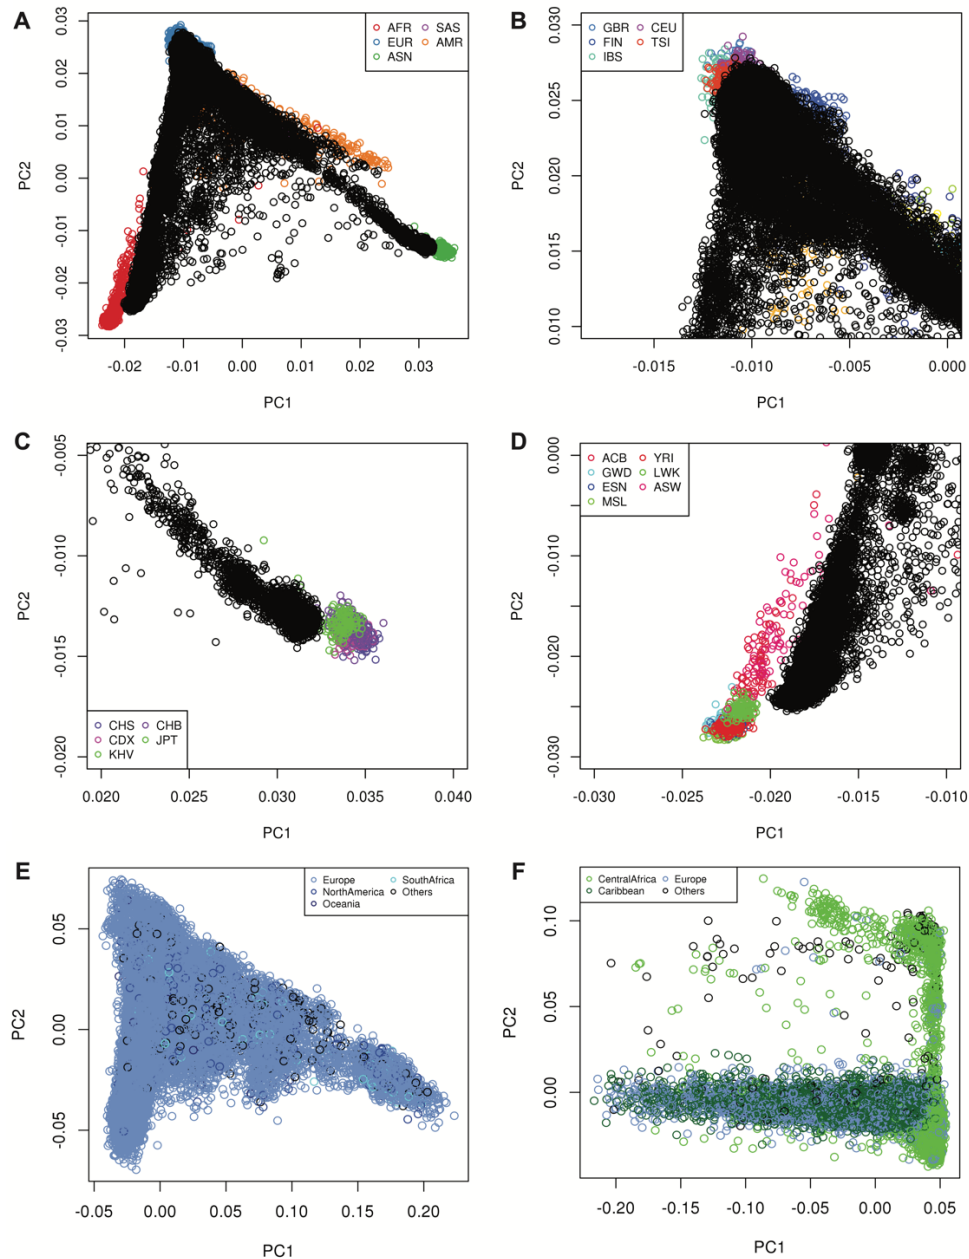 A
AFR SAS
EUR AMR
ASN
0.03
0.02
0.01
0.00
-0.01
-0.02
-0.03
PC2
-0.02 -0.01 0.00 0.01 0.02 0.03
PC1
B
GBR CEU
FIN TSI
IBS
0.030
0.025
0.020
0.015
0.010
PC2
-0.015 -0.010 -0.005 0.000
PC1
C
-0.005
-0.010
-0.015
-0.020
PC2
CHS CHB
CDX JPT
KHV
0.020 0.025 0.030 0.035 0.040
PC1
D
ACB YRI
GWD LWK
ESN ASW
MSL
0.000
-0.010
-0.020
-0.030
PC2
-0.030 -0.025 -0.020 -0.015 -0.010
PC1
E
Europe SouthAfrica
NorthAmerica Others
Oceania
0.05
0.00
-0.05
PC2
-0.05 0.00 0.05 0.10 0.15 0.20
PC1
F
CentralAfrica Europe
Caribbean Others
0.10
0.05
0.00
PC2
-0.20 -0.15 -0.10 -0.05 0.00 0.05
PC1